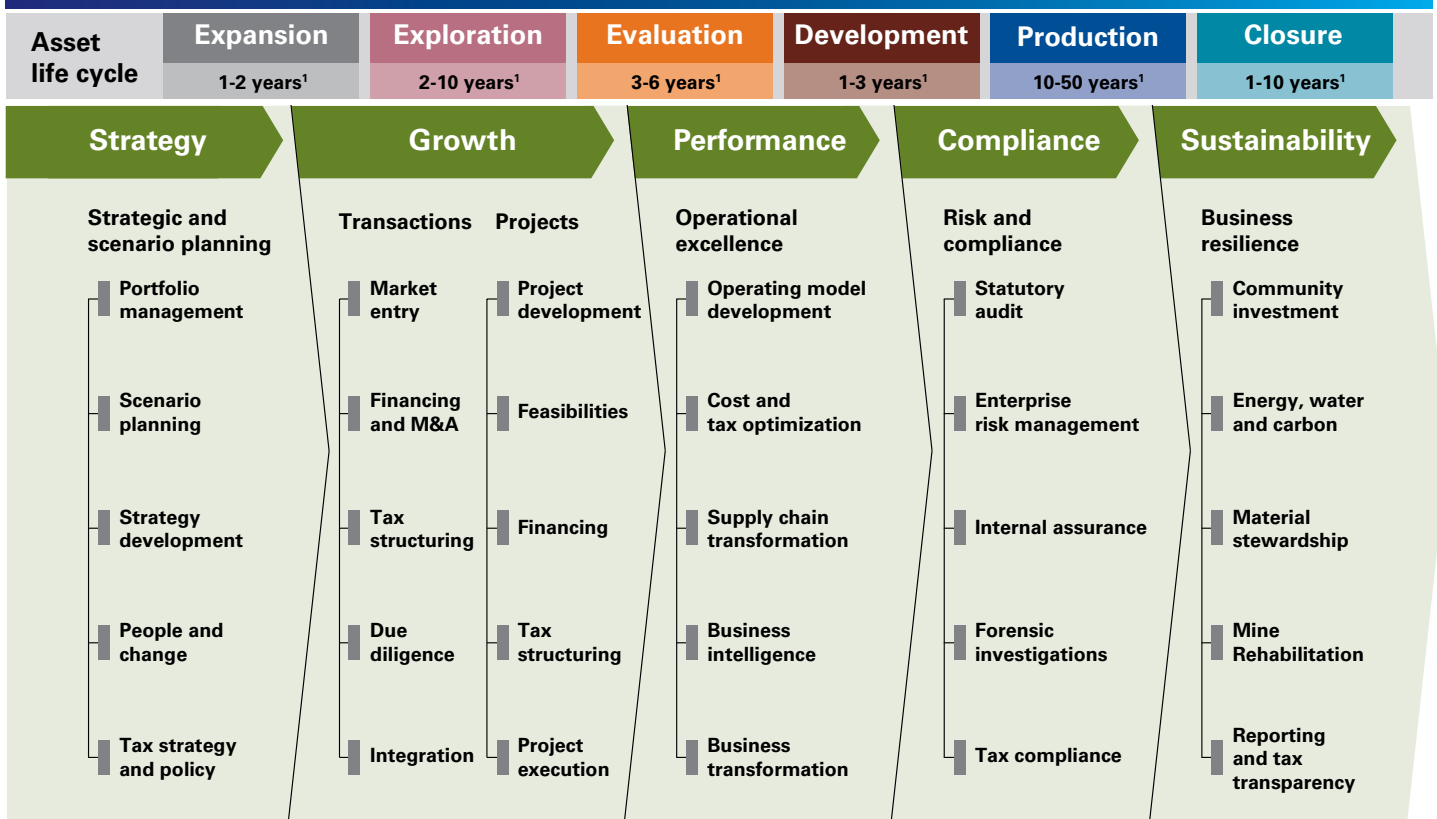 Asset
life cycle
Expansion
1-2 years¹
Exploration
2-10 years¹
Evaluation
3-6 years¹
Development
1-3 years¹
Production
10-50 years¹
Closure
1-10 years¹
Strategy
Growth
Performance
Compliance
Sustainability
Strategic and
scenario planning
Portfolio
management
Scenario
planning
Strategy
development
People and
change
Tax strategy
and policy
Transactions
Market
entry
Financing
and M&A
Tax
structuring
Due
diligence
Integration
Projects
Project
development
Feasibilities
Financing
Tax
structuring
Project
execution
Operational
excellence
Operating model
development
Cost and
tax optimization
Supply chain
transformation
Business
intelligence
Business
transformation
Risk and
compliance
Statutory
audit
Enterprise
risk management
Internal assurance
Forensic
investigations
Tax compliance
Business
resilience
Community
investment
Energy, water
and carbon
Material
stewardship
Mine
Rehabilitation
Reporting
and tax
transparency